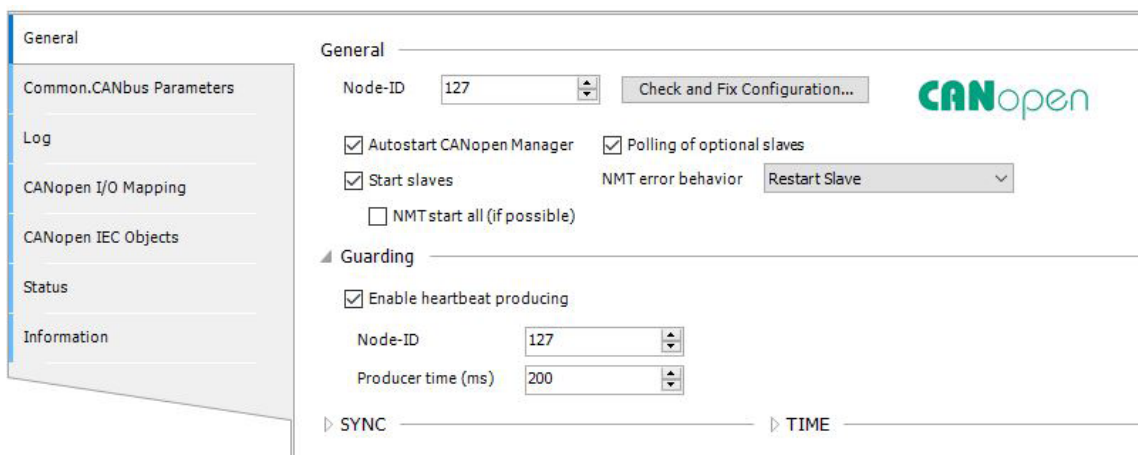 General
Common.CANbus Parameters
Log
CANopen I/O Mapping
CANopen IEC Objects
Status
Information
General
Node-ID 127 Check and Fix Configuration... CANopen
Autostart CANopen Manager Polling of optional slaves
Start slaves NMT error behavior Restart Slave
NMT start all (if possible)
Guarding
Enable heartbeat producing
Node-ID 127
Producer time (ms) 200
SYNC TIME